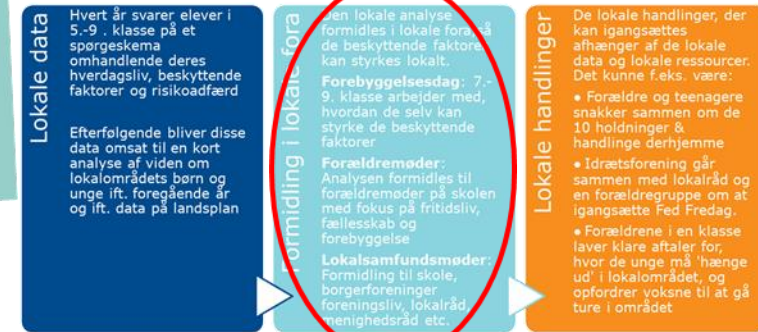 Lokale data
Hvert år svarer elever i
5.-9 . klasse på et
spørgeskema
omhandlende deres
hverdagsliv, beskyttende
faktorer og risikoadfærd
Efterfølgende bliver disse
data omsat til en kort
analyse af viden om
lokalområdets børn og
unge ift. foregående år
og ift. data på landsplan
Formidling i lokale fora
Den lokale analyse
formidles i lokale fora, så
de beskyttende faktorer
kan styrkes lokalt.
Forebyggelsesdag: 7.-
9. klasse arbejder med,
hvordan de selv kan
styrke de beskyttende
faktorer
Forældremøder:
Analysen formidles til
forældremøder på skolen
med fokus på fritidsliv,
fællesskab og
forebyggelse
Lokalsamfundsmøder:
Formidling til skole,
borgerforeninger
foreningsliv, lokalråd,
menighedsråd etc.
Lokale handlinger
De lokale handlinger, der
kan igangsættes
afhænger af de lokale
data og lokale ressourcer.
Det kunne f.eks. være:
• Forældre og teenagere
snakker sammen om de
10 holdninger &
handlinge derhjemme
• Idrætsforening går
sammen med lokalråd og
en forældregruppe om at
igangsætte Fed Fredag.
• Forældrene i en klasse
laver klare aftaler for,
hvor de unge må 'hænge
ud' i lokalområdet, og
opfordrer voksne til at gå
ture i området